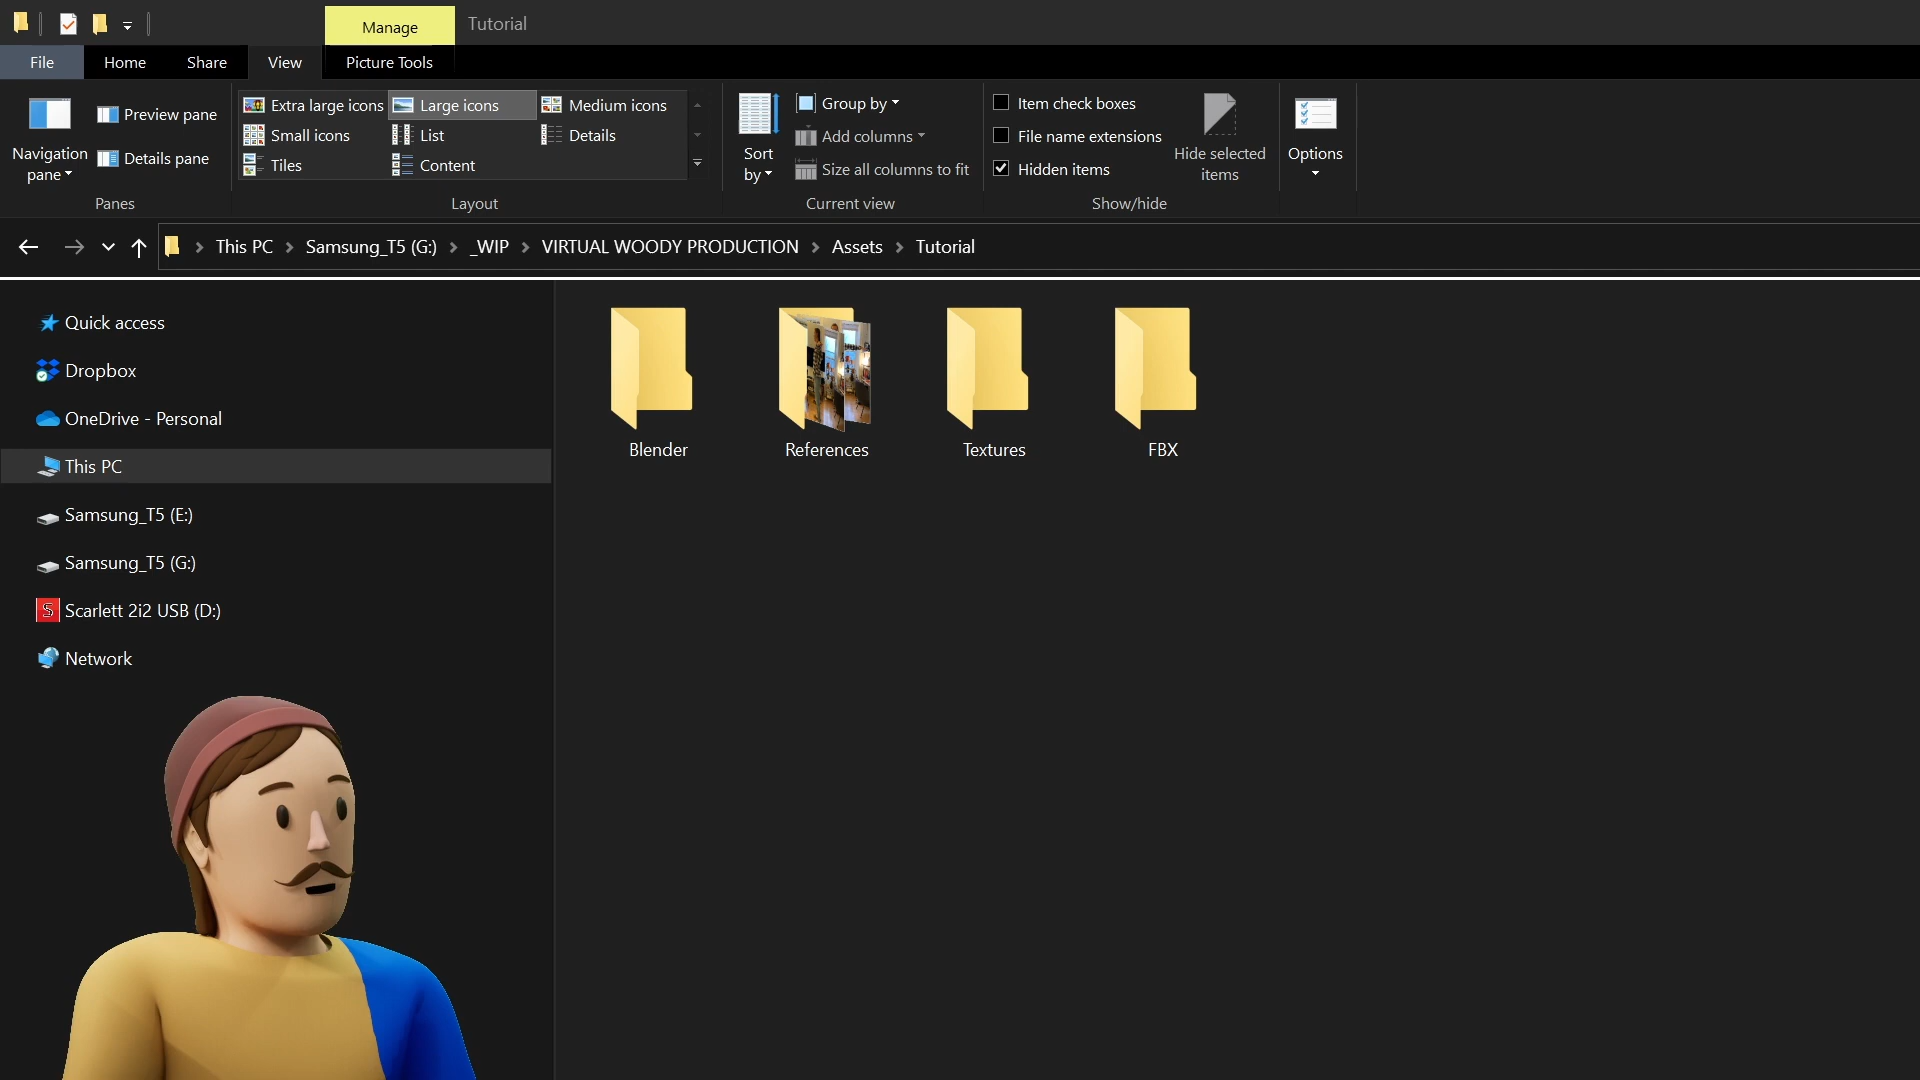 Manage
Tutorial
File
Home
Share
View
Picture Tools
Navigation
pane
Preview pane
Details pane
Panes
Extra large icons
Large icons
Medium icons
Small icons
List
Details
Tiles
Content
Layout
Sort
by
Group by
Add columns
Size all columns to fit
Current view
Item check boxes
File name extensions
Hidden items
Hide selected
items
Show/hide
Options
This PC
Samsung_T5 (G:)
_WIP
VIRTUAL WOODY PRODUCTION
Assets
Tutorial
Quick access
Dropbox
OneDrive - Personal
This PC
Samsung_T5 (E:)
Samsung_T5 (G:)
S Scarlett 2i2 USB (D:)
Network
Blender
References
Textures
FBX